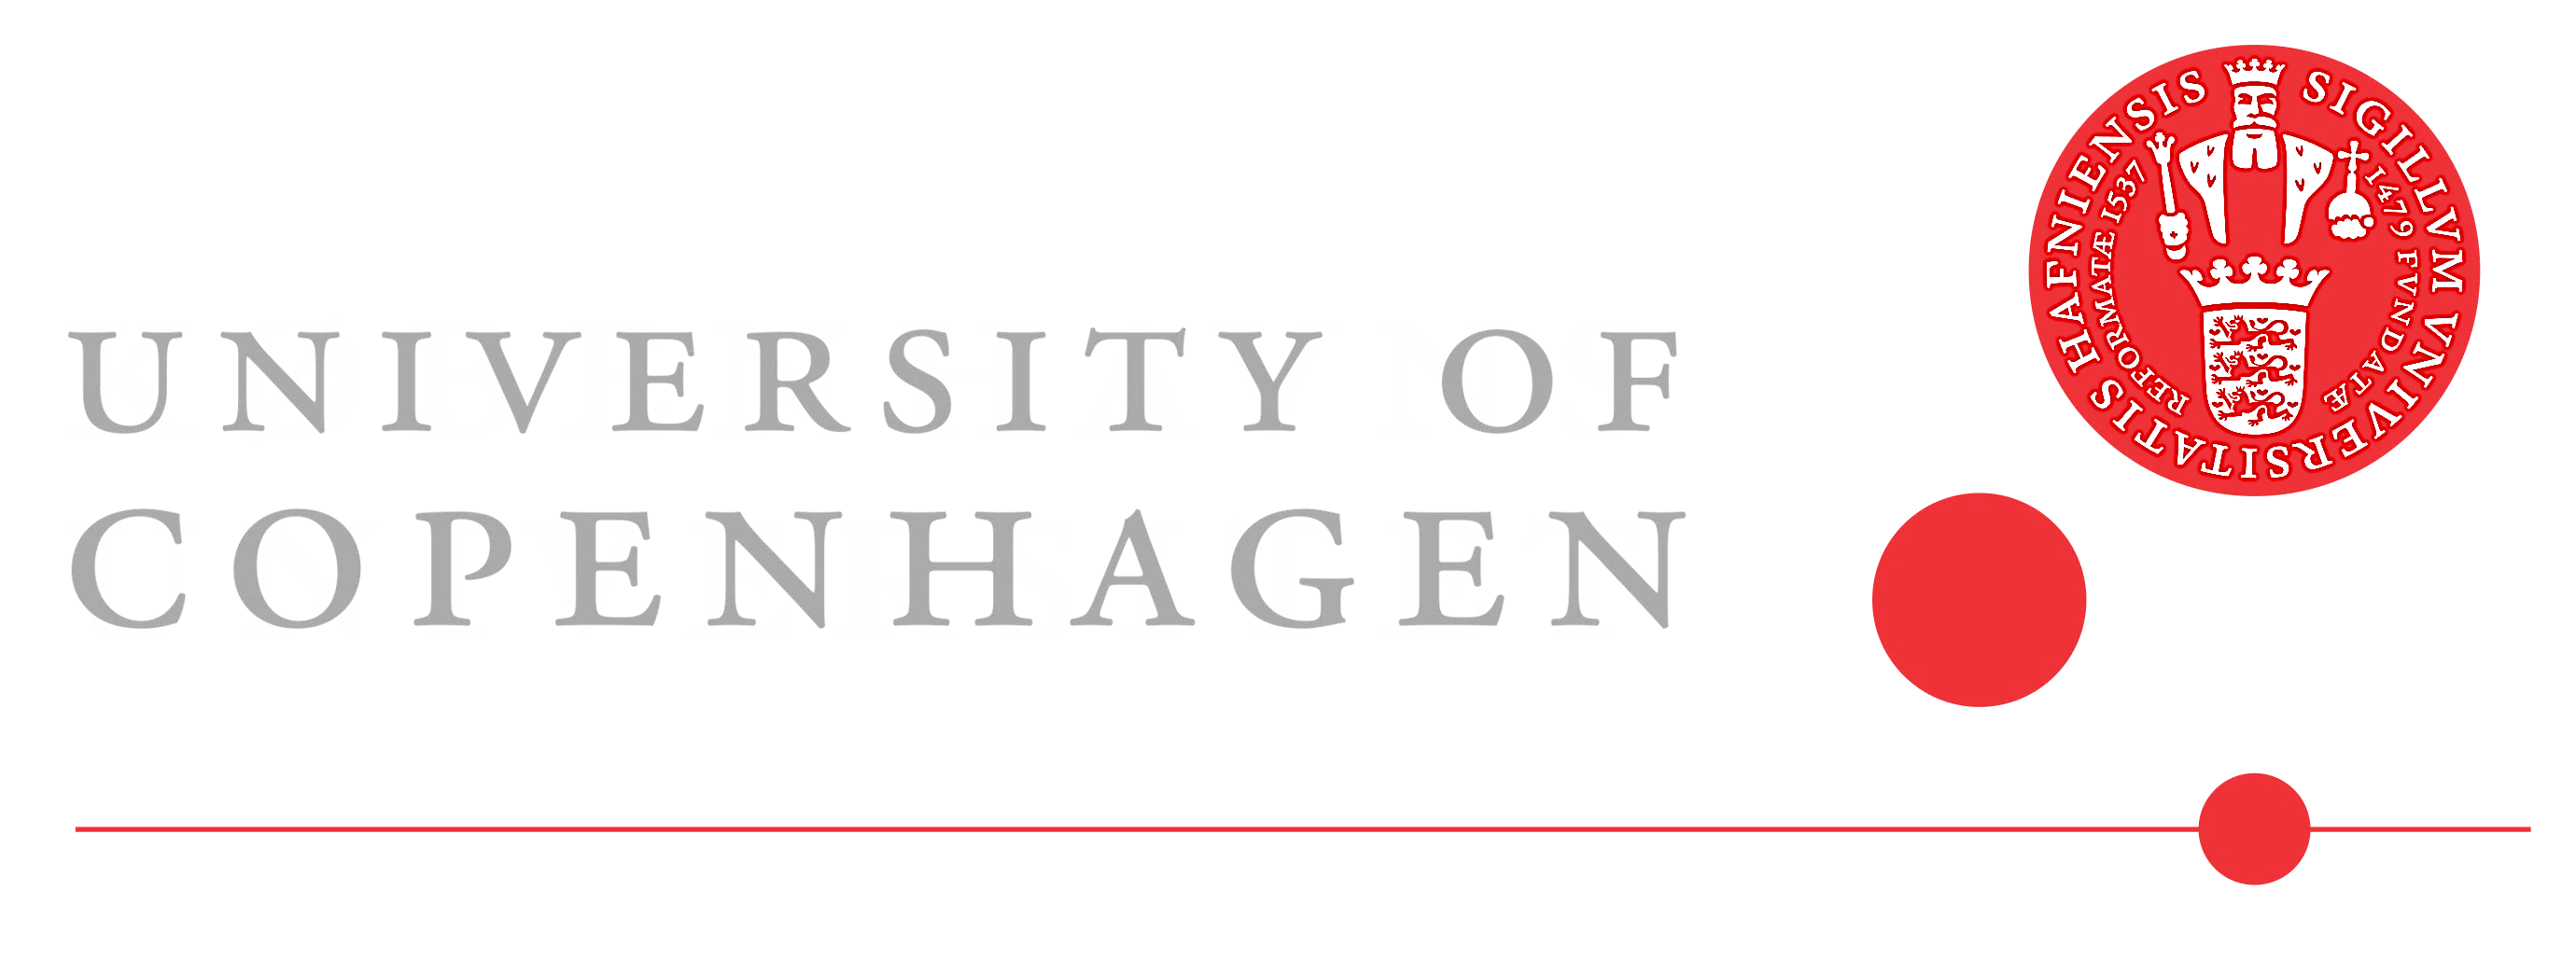 UNIVERSITY OF
COPENHAGEN
SIGILLVM VNIVERSITATIS HAFNIENSIS
1479 FVNDATÆ
REFORMATÆ 1537